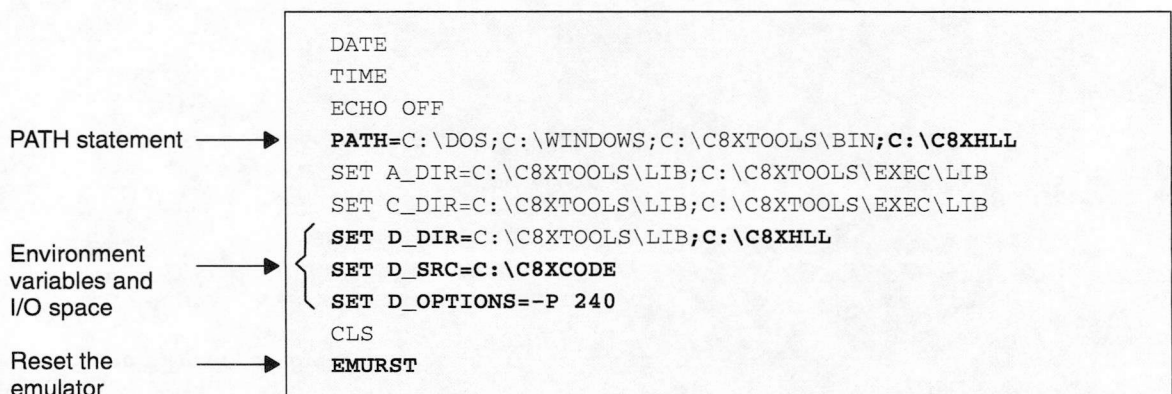 DATE
TIME
ECHO OFF
PATH statement
PATH=C:\DOS;C:\WINDOWS;C:\C8XTOOLS\BIN;C:\C8XHLL
SET A_DIR=C:\C8XTOOLS\LIB;C:\C8XTOOLS\EXEC\LIB
SET C_DIR=C:\C8XTOOLS\LIB;C:\C8XTOOLS\EXEC\LIB
Environment
variables and
I/O space
SET D_DIR=C:\C8XTOOLS\LIB;C:\C8XHLL
SET D_SRC=C:\C8XCODE
SET D_OPTIONS=-P 240
CLS
Reset the
emulator
EMURST